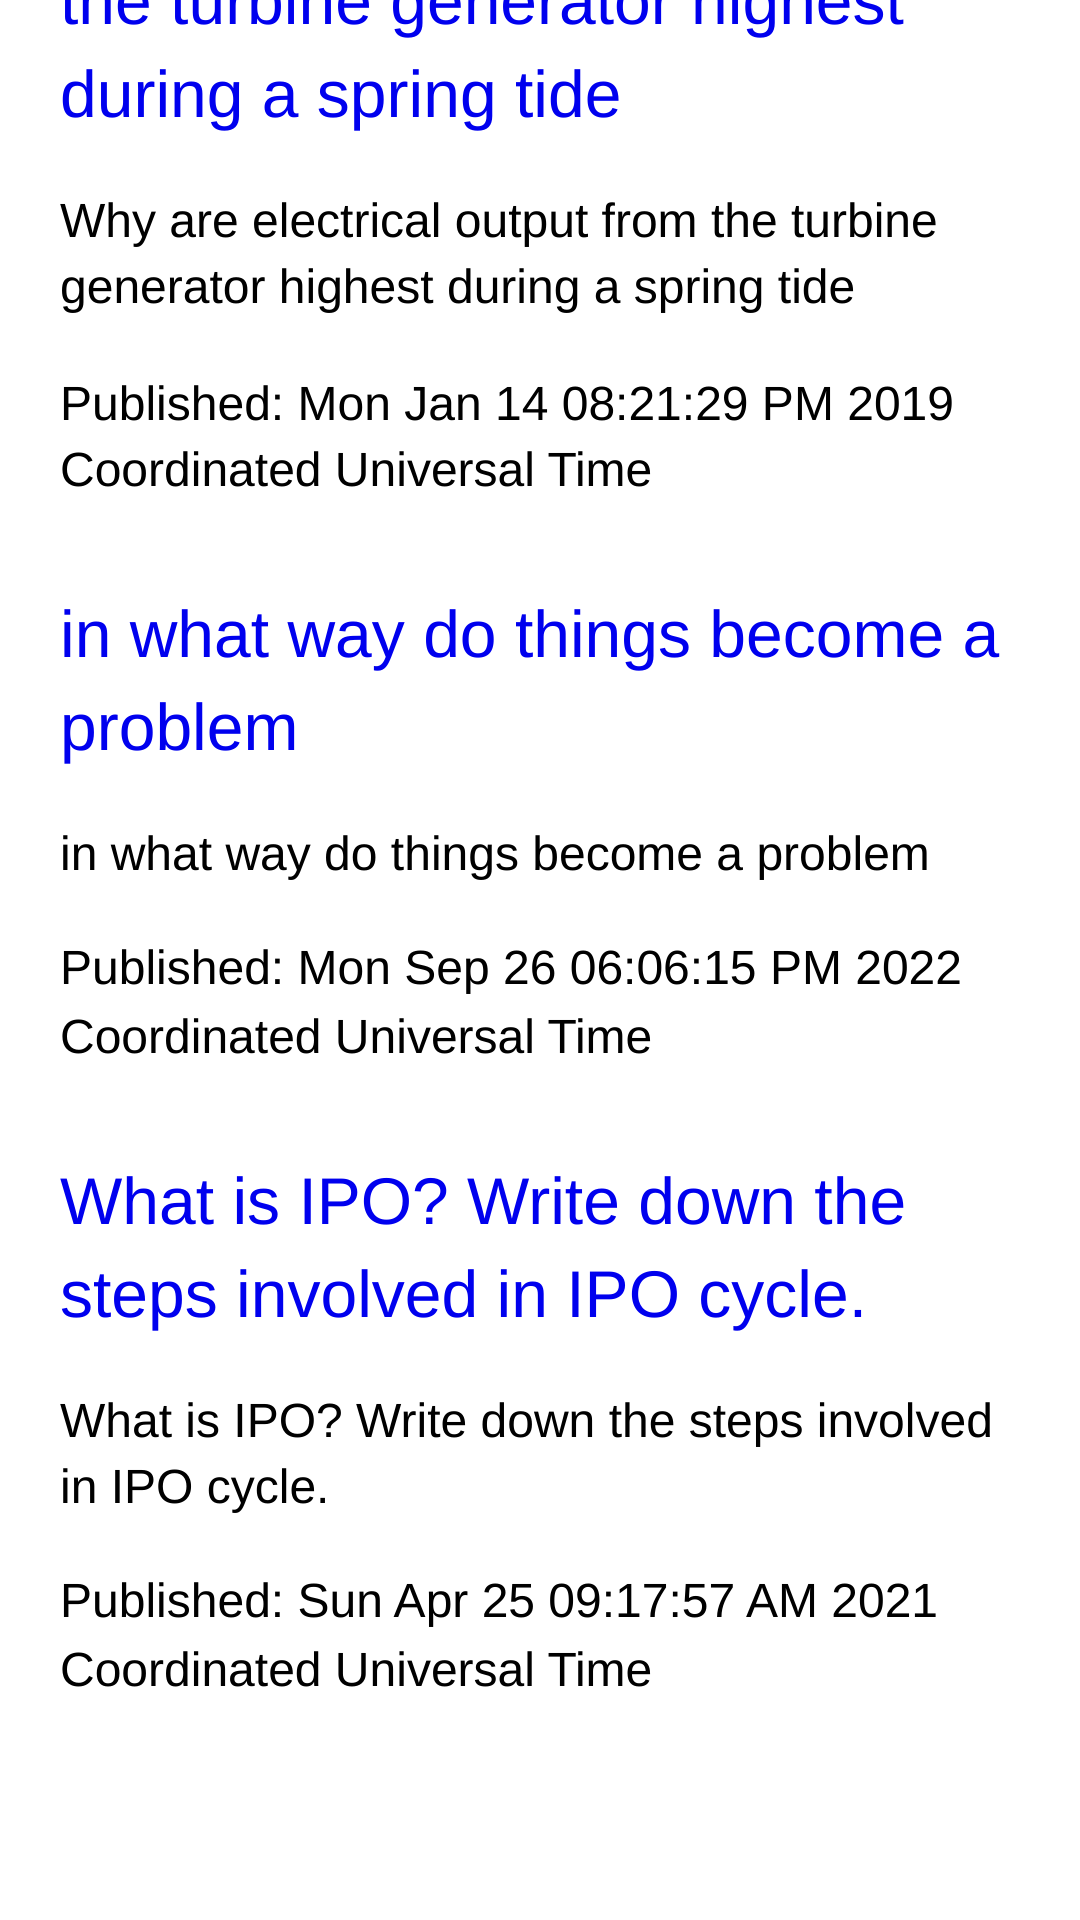 the turbine generator highest
during a spring tide
Why are electrical output from the turbine
generator highest during a spring tide
Published: Mon Jan 14 08:21:29 PM 2019
Coordinated Universal Time
in what way do things become a
problem
in what way do things become a problem
Published: Mon Sep 26 06:06:15 PM 2022
Coordinated Universal Time
What is IPO? Write down the
steps involved in IPO cycle.
What is IPO? Write down the steps involved
in IPO cycle.
Published: Sun Apr 25 09:17:57 AM 2021
Coordinated Universal Time